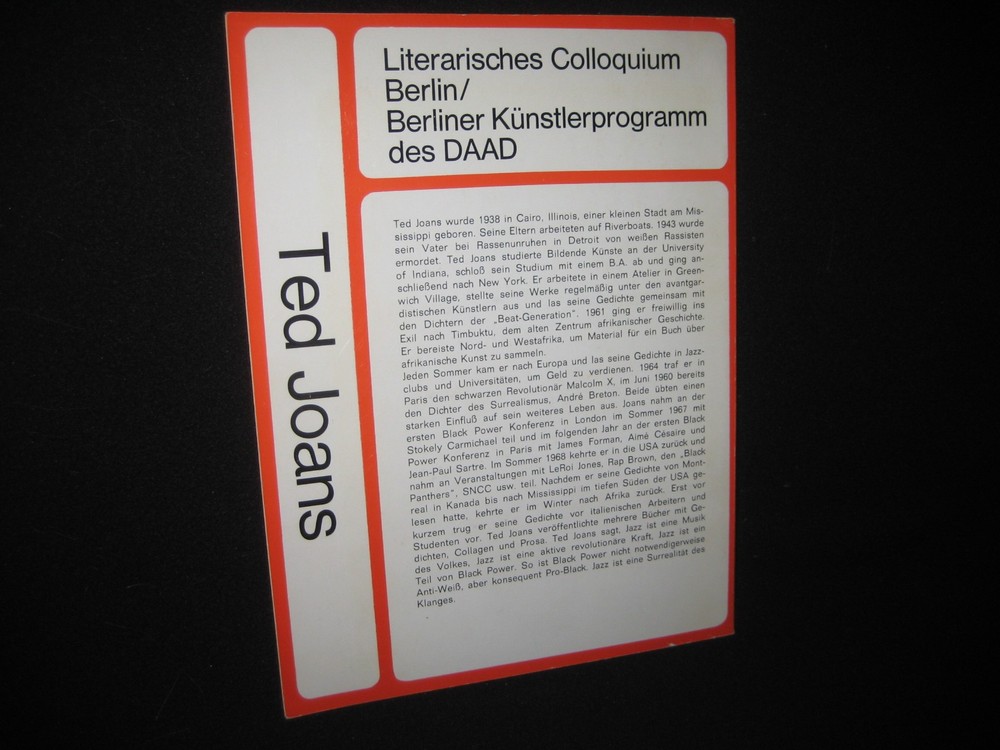 Ted Joans
Literarisches Colloquium
Berlin/
Berliner Künstlerprogramm
des DAAD
Ted Joans wurde 1938 in Cairo, Illinois, einer kleinen Stadt am Mis-
sissippi geboren. Seine Eltern arbeiteten auf Riverboats. 1943 wurde
sein Vater bei Rassenunruhen in Detroit von weißen Rassisten
ermordet. Ted Joans studierte Bildende Künste an der University
of Indiana, schloß sein Studium mit einem B.A. ab und ging an-
schließend nach New York. Er arbeitete in einem Atelier in Green-
wich Village, stellte seine Werke regelmäßig unter den avantgar-
distischen Künstlern aus und las seine Gedichte gemeinsam mit
den Dichtern der „Beat-Generation". 1961 ging er freiwillig ins
Exil nach Timbuktu, dem alten Zentrum afrikanischer Geschichte.
Er bereiste Nord- und Westafrika, um Material für ein Buch über
afrikanische Kunst zu sammeln.
Jeden Sommer kam er nach Europa und las seine Gedichte in Jazz-
clubs und Universitäten, um Geld zu verdienen. 1964 traf er in
Paris den schwarzen Revolutionär Malcolm X, im Juni 1960 bereits
den Dichter des Surrealismus, André Breton. Beide übten einen
starken Einfluß auf sein weiteres Leben aus. Joans nahm an der
ersten Black Power Konferenz in London im Sommer 1967 mit
Stokely Carmichael teil und im folgenden Jahr an der ersten Black
Power Konferenz in Paris mit James Forman, Aimé Césaire und
Jean-Paul Sartre. Im Sommer 1968 kehrte er in die USA zurück und
nahm an Veranstaltungen mit LeRoi Jones, Rap Brown, den „Black
Panthers", SNCC usw. teil. Nachdem er seine Gedichte von Mont-
real in Kanada bis nach Mississippi im tiefen Süden der USA ge-
lesen hatte, kehrte er im Winter nach Afrika zurück. Erst vor
kurzem trug er seine Gedichte vor italienischen Arbeitern und
Studenten vor. Ted Joans veröffentlichte mehrere Bücher mit Ge-
dichten, Collagen und Prosa. Ted Joans sagt, Jazz ist eine Musik
des Volkes, Jazz ist eine aktive revolutionäre Kraft, Jazz ist ein
Teil von Black Power. So ist Black Power nicht notwendigerweise
Anti-Weiß, aber konsequent Pro-Black. Jazz ist eine Surrealität des
Klanges.